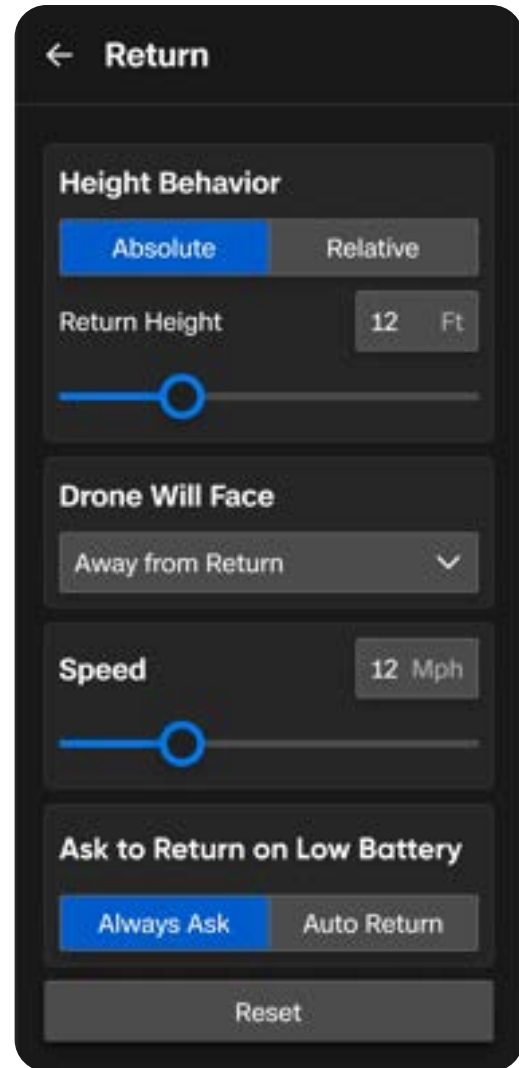 Return
Height Behavior
Absolute Relative
Return Height 12 Ft
Drone Will Face
Away from Return
Speed 12 Mph
Ask to Return on Low Battery
Always Ask Auto Return
Reset